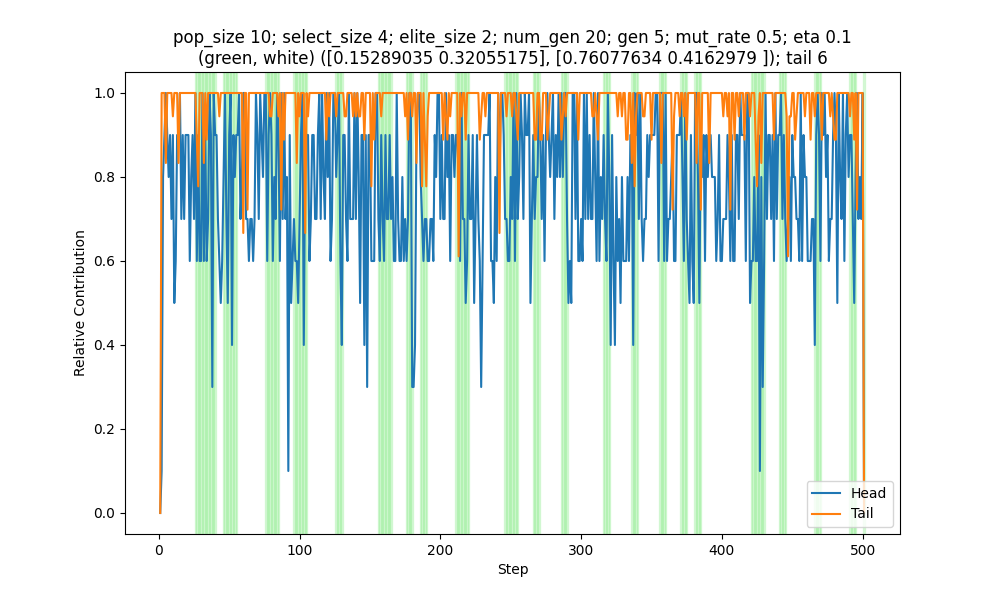 pop_size 10; select_size 4; elite_size 2; num_gen 20; gen 5; mut_rate 0.5; eta 0.1
(green, white) ([0.15289035 0.32055175], [0.76077634 0.4162979 ]); tail 6
1.0
0.8
0.6
0.4
0.2
0.0
Relative Contribution
Head
Tail
0
100
200
300
400
500
Step